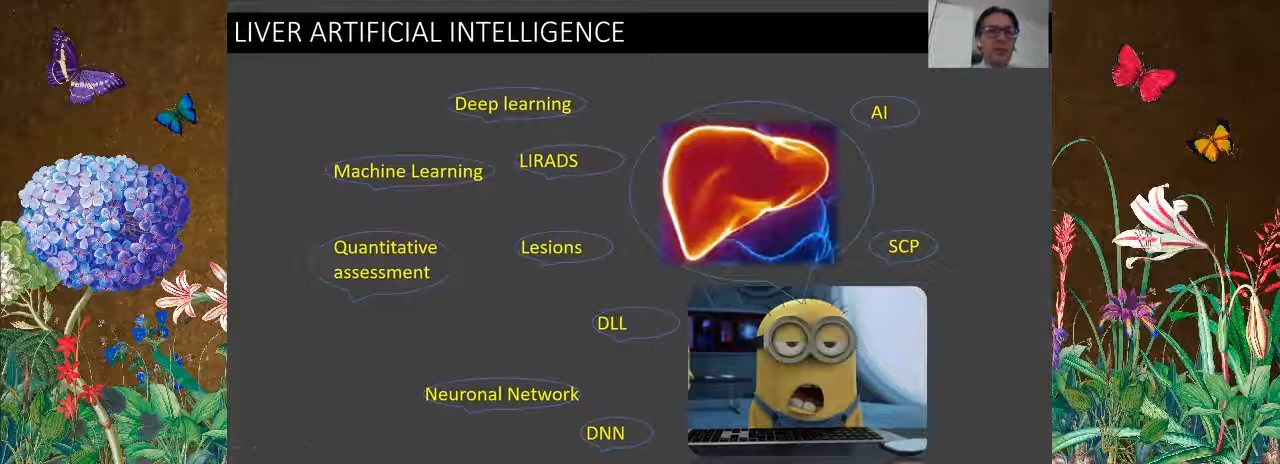 LIVER ARTIFICIAL INTELLIGENCE
Deep learning
AI
LIRADS
Machine Learning
Quantitative
assessment
Lesions
SCP
DLL
Neuronal Network
DNN